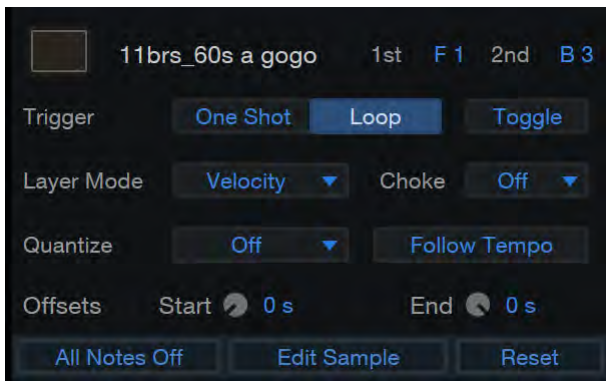 11brs_60s a gogo 1st F 1 2nd B 3
Trigger One Shot Loop Toggle
Layer Mode Velocity Choke Off
Quantize Off Follow Tempo
Offsets Start 0 s End 0 s
All Notes Off Edit Sample Reset